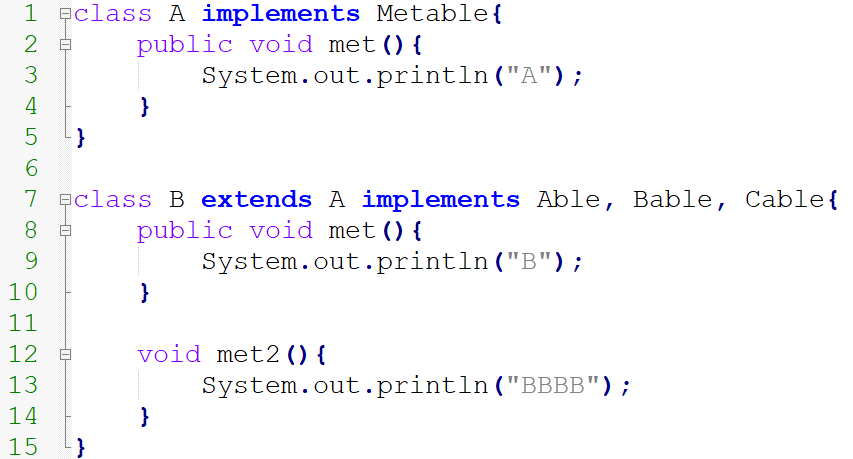 1 class A implements Metable{
2 public void met(){
3 System.out.println("A");
4 }
5 }
6
7 class B extends A implements Able, Bable, Cable{
8 public void met(){
9 System.out.println("B");
10 }
11
12 void met2(){
13 System.out.println("BBBB");
14 }
15 }